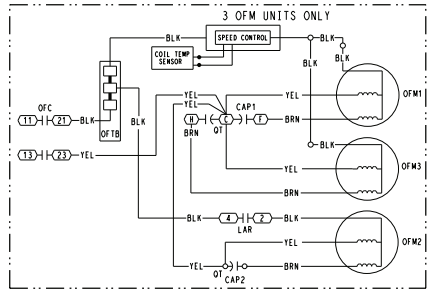 3 OFM UNITS ONLY
BLK
SPEED CONTROL
BLK
COIL TEMP
SENSOR
BLK
BLK
YEL
YEL
CAP1
YEL
OFM1
OFC
11 21
BLK
OFTB
BLK
H
C
F
BRN
QT
BRN
BLK
13 23
YEL
YEL
OFM3
BRN
BLK
4 2
BLK
LAR
YEL
OFM2
YEL
QT
CAP2
BRN